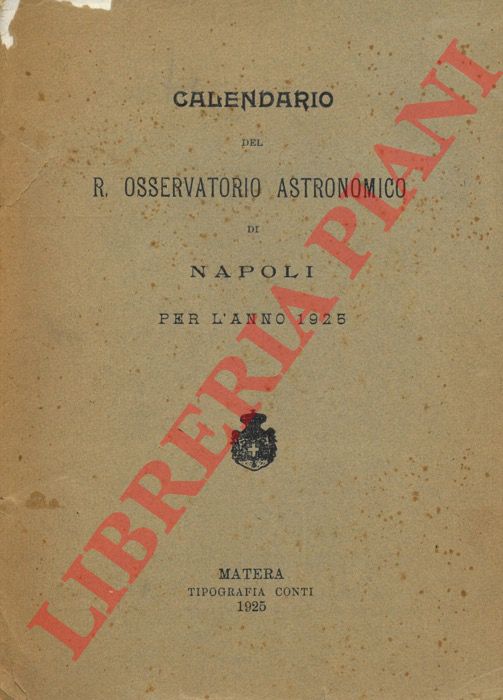 CALENDARIO
DEL
R. OSSERVATORIO ASTRONOMICO
DI
NAPOLI
PER L'ANNO 1925
MATERA
TIPOGRAFIA CONTI
1925
LIBRERIA PIANI